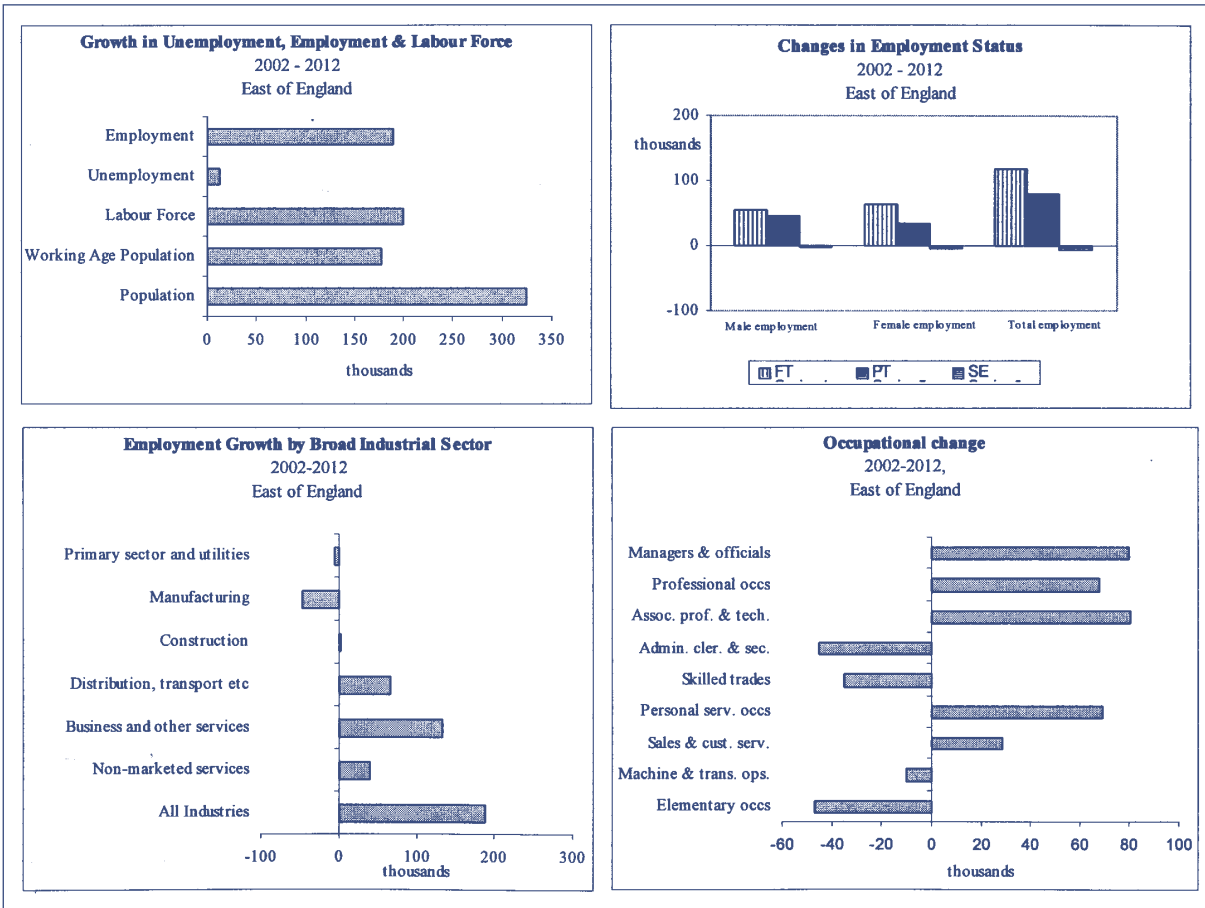 Growth in Unemployment, Employment & Labour Force
2002 - 2012
East of England
Employment
Unemployment
Labour Force
Working Age Population
Population
0 50 100 150 200 250 300 350
thousands
Changes in Employment Status
2002 - 2012
East of England
200
thousands
100
0
-100
Male employment Female employment Total employment
FT PT SE
Employment Growth by Broad Industrial Sector
2002-2012
East of England
Primary sector and utilities
Manufacturing
Construction
Distribution, transport etc
Business and other services
Non-marketed services
All Industries
-100 0 100 200 300
thousands
Occupational change
2002-2012,
East of England
Managers & officials
Professional occs
Assoc. prof. & tech.
Admin. cler. & sec.
Skilled trades
Personal serv. occs
Sales & cust. serv.
Machine & trans. ops.
Elementary occs
-60 -40 -20 0 20 40 60 80 100
thousands